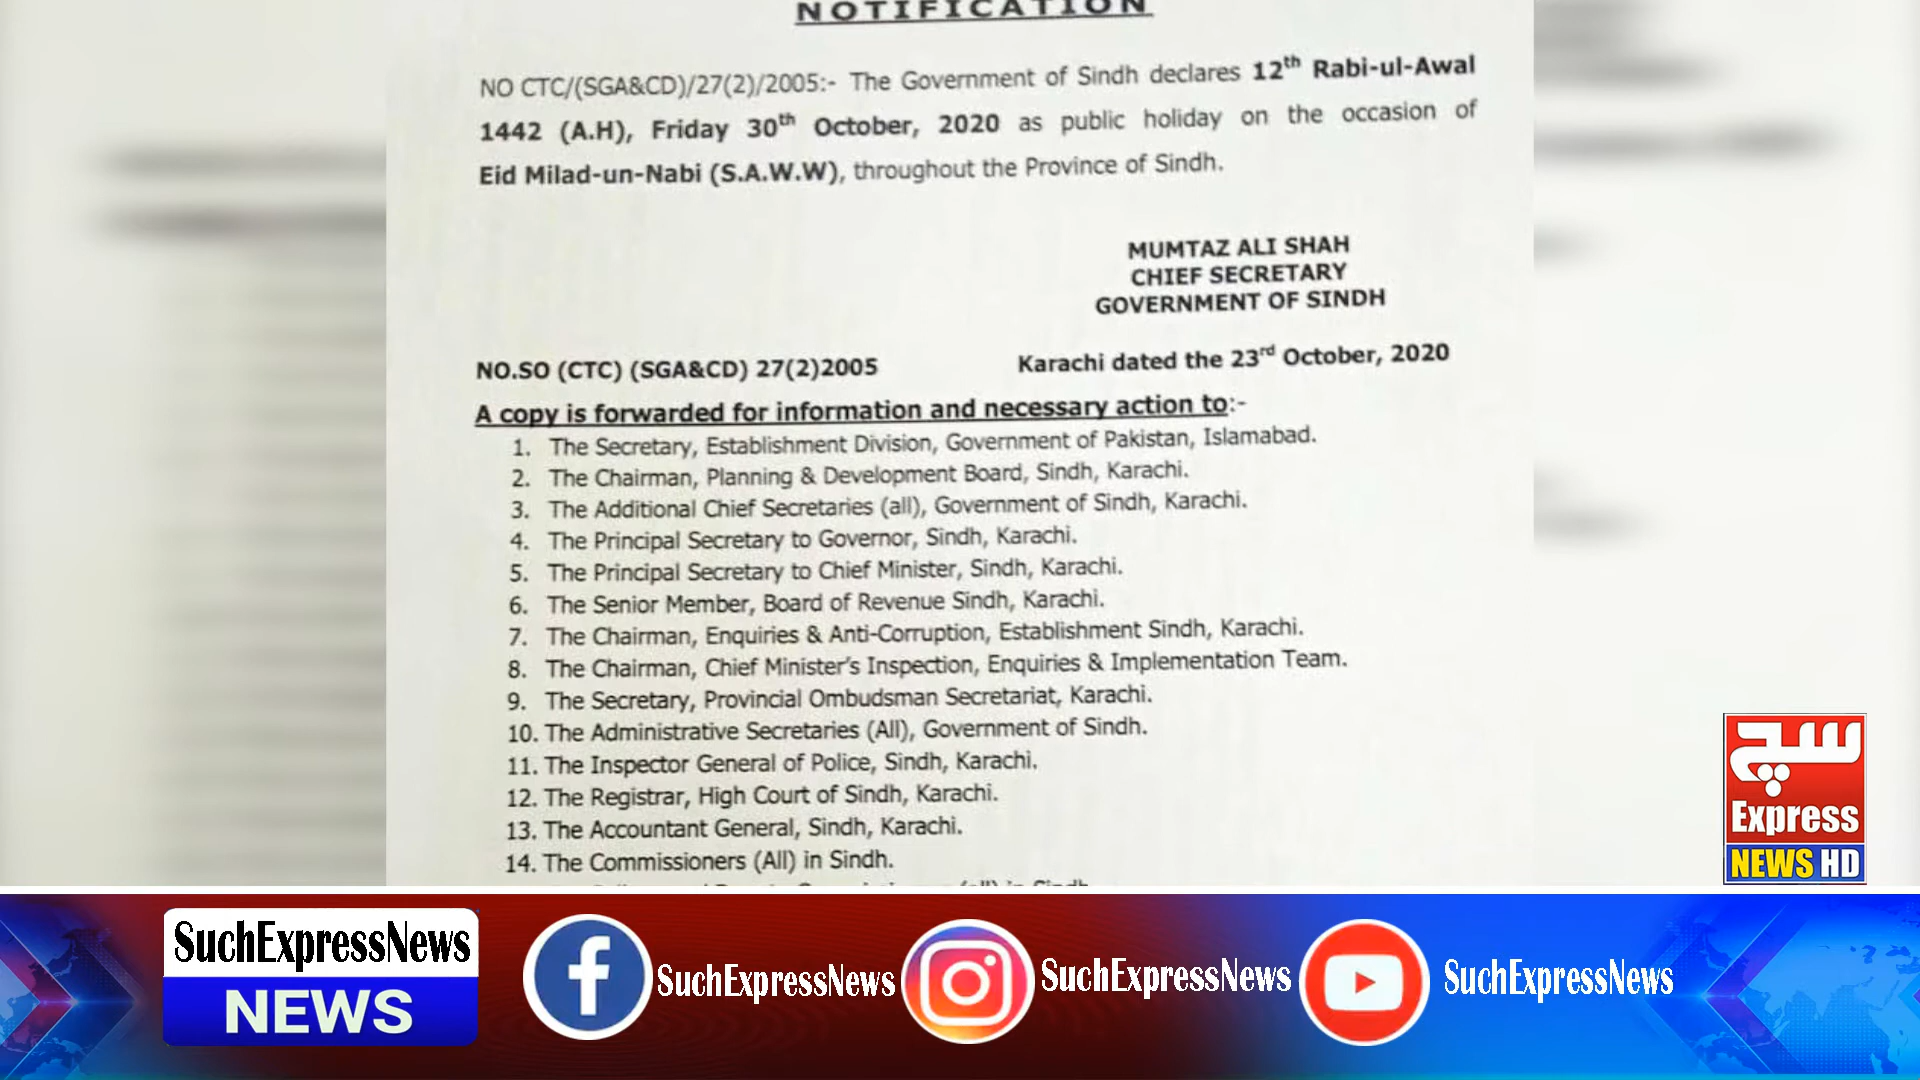 NOTIFICATION
NO CTC/(SGA&CD)/27(2)/2005:- The Government of Sindh declares 12th Rabi-ul-Awal
1442 (A.H), Friday 30th October, 2020 as public holiday on the occasion of
Eid Milad-un-Nabi (S.A.W.W), throughout the Province of Sindh.
MUMTAZ ALI SHAH
CHIEF SECRETARY
GOVERNMENT OF SINDH
NO.SO (CTC) (SGA&CD) 27(2)2005 Karachi dated the 23rd October, 2020
A copy is forwarded for information and necessary action to:-
1. The Secretary, Establishment Division, Government of Pakistan, Islamabad.
2. The Chairman, Planning & Development Board, Sindh, Karachi.
3. The Additional Chief Secretaries (all), Government of Sindh, Karachi.
4. The Principal Secretary to Governor, Sindh, Karachi.
5. The Principal Secretary to Chief Minister, Sindh, Karachi.
6. The Senior Member, Board of Revenue Sindh, Karachi.
7. The Chairman, Enquiries & Anti-Corruption, Establishment Sindh, Karachi.
8. The Chairman, Chief Minister's Inspection, Enquiries & Implementation Team.
9. The Secretary, Provincial Ombudsman Secretariat, Karachi.
10. The Administrative Secretaries (All), Government of Sindh.
11. The Inspector General of Police, Sindh, Karachi.
12. The Registrar, High Court of Sindh, Karachi.
13. The Accountant General, Sindh, Karachi.
14. The Commissioners (All) in Sindh.
سچ
Express
NEWS HD
SuchExpressNews
NEWS
SuchExpressNews
SuchExpressNews
SuchExpressNews